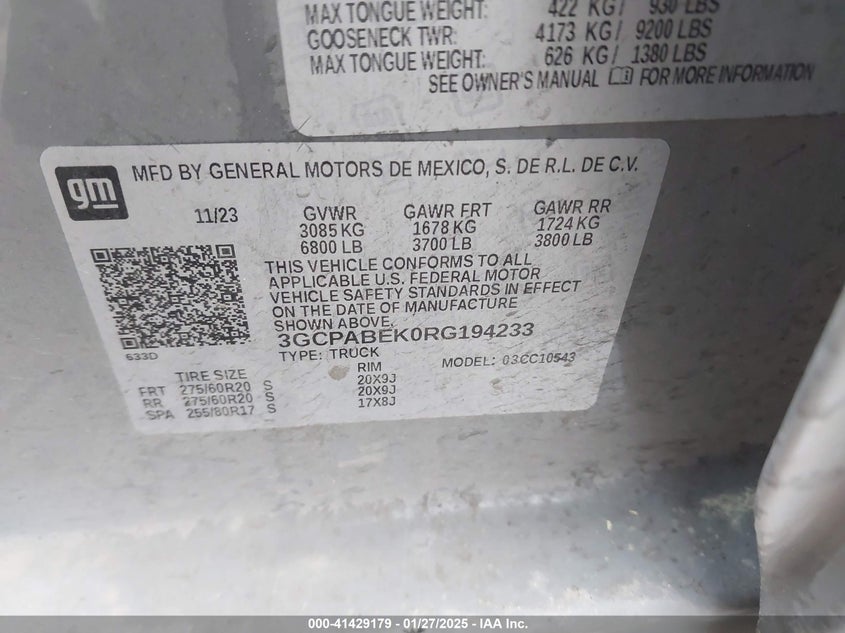 MAX TONGUE WEIGHT: 422 KG/ 930 LBS
GOOSENECK TWR: 4173 KG/ 9200 LBS
MAX TONGUE WEIGHT: 626 KG/ 1380 LBS
SEE OWNER'S MANUAL FOR MORE INFORMATION
gm
MFD BY GENERAL MOTORS DE MEXICO, S. DE R.L. DE C.V.
11/23 GVWR GAWR FRT GAWR RR
3085 KG 1678 KG 1724 KG
6800 LB 3700 LB 3800 LB
THIS VEHICLE CONFORMS TO ALL
APPLICABLE U.S. FEDERAL MOTOR
VEHICLE SAFETY STANDARDS IN EFFECT
ON THE DATE OF MANUFACTURE
SHOWN ABOVE
3GCPABEK0RG194233
633D
TYPE: TRUCK MODEL: 03CC10543
TIRE SIZE RIM
FRT 275/60R20 S 20X9J
RR 275/60R20 S 20X9J
SPA 255/80R17 S 17X8J
000-41429179 - 01/27/2025 - IAA Inc.